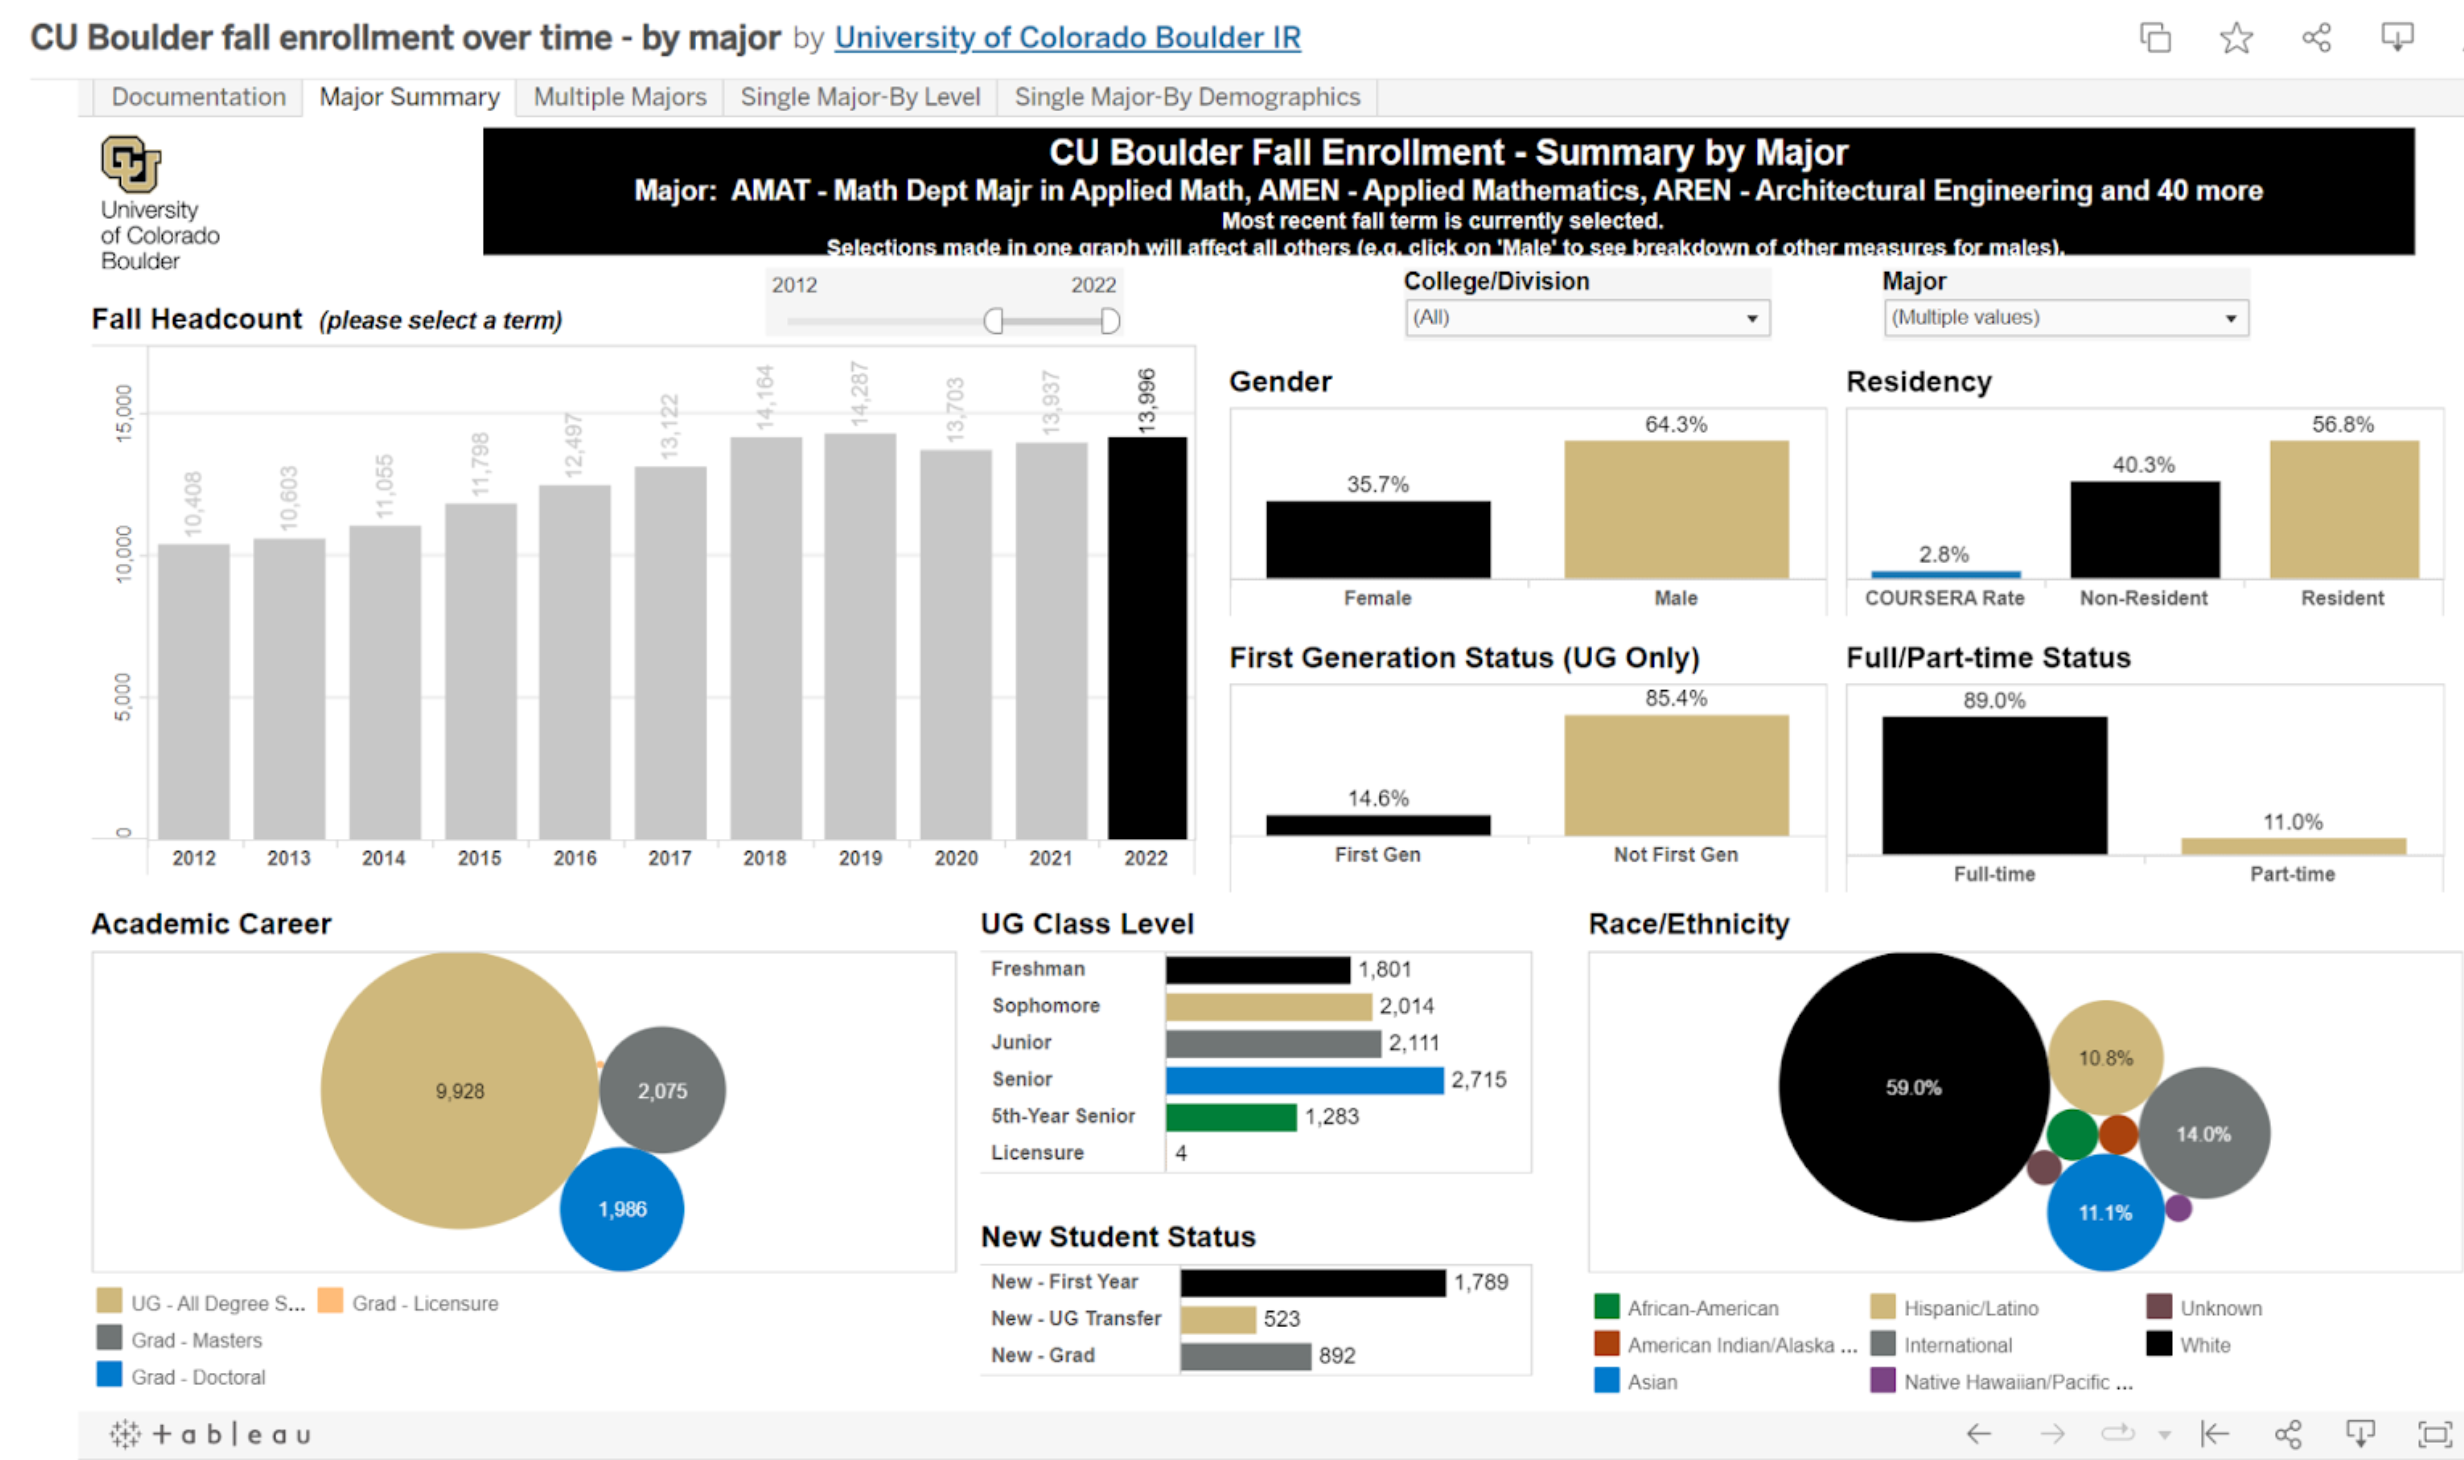 CU Boulder fall enrollment over time - by major by University of Colorado Boulder IR
Documentation Major Summary Multiple Majors Single Major-By Level Single Major-By Demographics
CU
University
of Colorado
Boulder
CU Boulder Fall Enrollment - Summary by Major
Major: AMAT - Math Dept Majr in Applied Math, AMEN - Applied Mathematics, AREN - Architectural Engineering and 40 more
Most recent fall term is currently selected.
Selections made in one graph will affect all others (e.g. click on 'Male' to see breakdown of other measures for males).
2012 2022
College/Division
(All)
Major
(Multiple values)
Fall Headcount (please select a term)
15,000
10,000
5,000
0
10,408 10,603 11,055 11,798 12,497 13,122 14,164 14,287 13,703 13,937 13,996
2012 2013 2014 2015 2016 2017 2018 2019 2020 2021 2022
Gender
35.7% 64.3%
Female Male
Residency
2.8% 40.3% 56.8%
COURSERA Rate Non-Resident Resident
First Generation Status (UG Only)
14.6% 85.4%
First Gen Not First Gen
Full/Part-time Status
89.0% 11.0%
Full-time Part-time
Academic Career
9,928
2,075
1,986
UG - All Degree S... Grad - Licensure
Grad - Masters
Grad - Doctoral
UG Class Level
Freshman 1,801
Sophomore 2,014
Junior 2,111
Senior 2,715
5th-Year Senior 1,283
Licensure 4
New Student Status
New - First Year 1,789
New - UG Transfer 523
New - Grad 892
Race/Ethnicity
59.0%
10.8%
14.0%
11.1%
African-American Hispanic/Latino Unknown
American Indian/Alaska ... International White
Asian Native Hawaiian/Pacific ...
+ableau